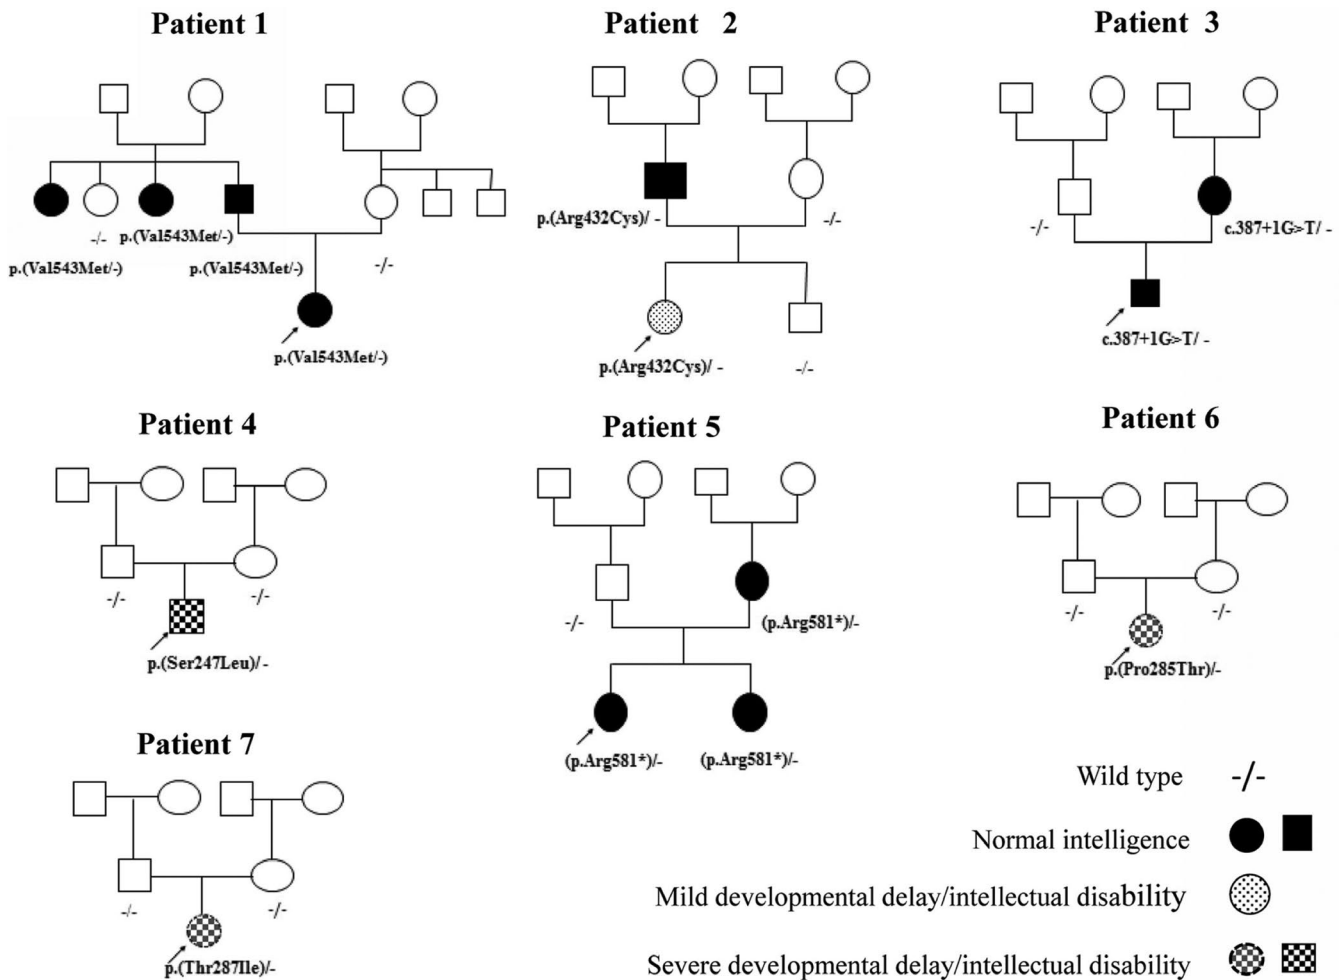 Patient 1
Patient 2
Patient 3
-/- p.(Val543Met/-)
p.(Val543Met/-) p.(Val543Met/-) -/-
p.(Val543Met/-)
p.(Arg432Cys)/ - -/-
p.(Arg432Cys)/ - -/-
-/- c.387+1G>T/ -
c.387+1G>T/ -
Patient 4
Patient 5
Patient 6
-/- -/-
p.(Ser247Leu)/-
-/- (p.Arg581*)/-
(p.Arg581*)/- (p.Arg581*)/-
-/- -/-
p.(Pro285Thr)/-
Patient 7
-/- -/-
p.(Thr287Ile)/-
Wild type -/-
Normal intelligence
Mild developmental delay/intellectual disability
Severe developmental delay/intellectual disability